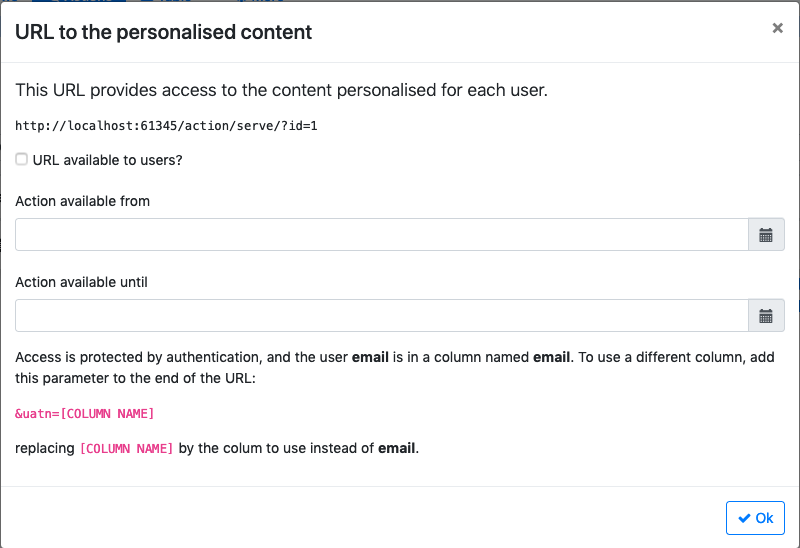 URL to the personalised content
×
This URL provides access to the content personalised for each user.
http://localhost:61345/action/serve/?id=1
URL available to users?
Action available from
Action available until
Access is protected by authentication, and the user email is in a column named email. To use a different column, add
this parameter to the end of the URL:
&uatn=[COLUMN NAME]
replacing [COLUMN NAME] by the colum to use instead of email.
Ok